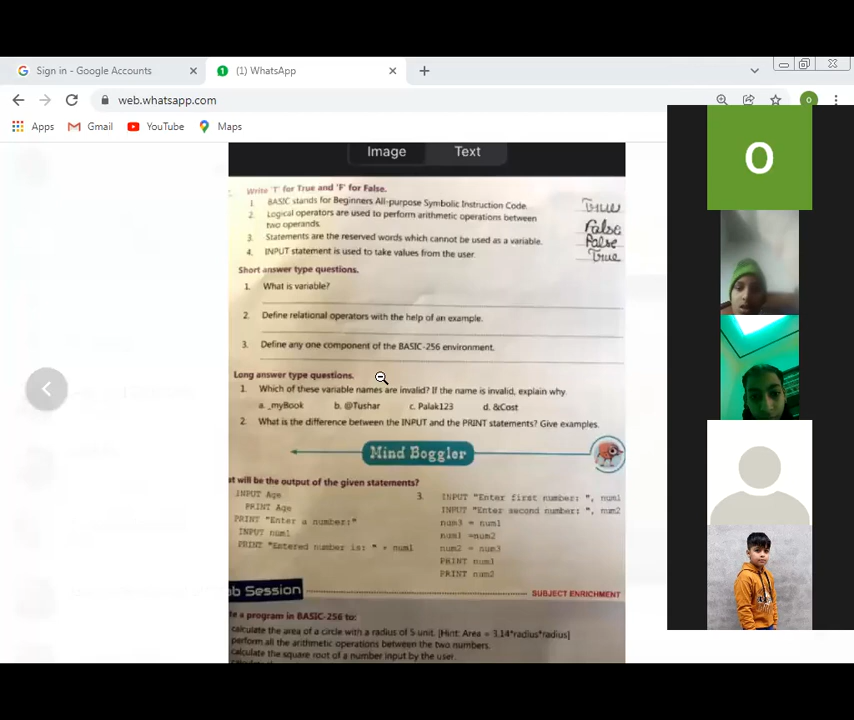 Sign in - Google Accounts
(1) WhatsApp
web.whatsapp.com
Apps
Gmail
YouTube
Maps
Image
Text
Write 'T' for True and 'F' for False.
1. BASIC stands for Beginners All-purpose Symbolic Instruction Code. True
2. Logical operators are used to perform arithmetic operations between
two operands. False
3. Statements are the reserved words which cannot be used as a variable. False
4. INPUT statement is used to take values from the user. True
Short answer type questions.
1. What is variable?
2. Define relational operators with the help of an example.
3. Define any one component of the BASIC-256 environment.
Long answer type questions.
1. Which of these variable names are invalid? If the name is invalid, explain why.
a. _myBook b. @Tushar c. Palak123 d. &Cost
2. What is the difference between the INPUT and the PRINT statements? Give examples.
Mind Boggler
at will be the output of the given statements?
INPUT Age
PRINT Age
PRINT "Enter a number:"
INPUT num1
PRINT "Entered number is: " + num1
3. INPUT "Enter first number: ", num1
INPUT "Enter second number: ", num2
num3 = num1
num1 =num2
num2 = num3
PRINT num1
PRINT num2
b Session
SUBJECT ENRICHMENT
te a program in BASIC-256 to:
calculate the area of a circle with a radius of 5 unit. [Hint: Area = 3.14*radius*radius]
perform all the arithmetic operations between the two numbers.
calculate the square root of a number input by the user.
O
O